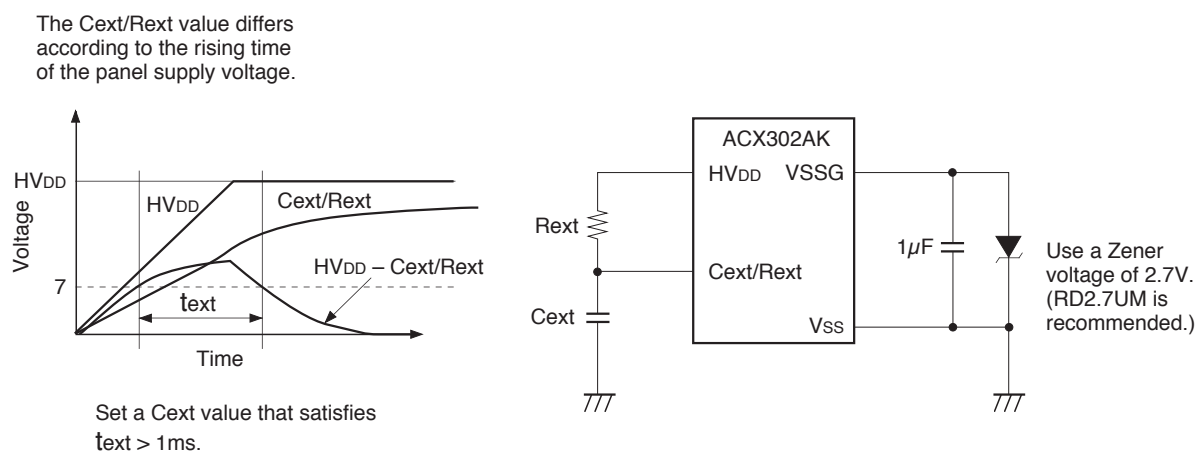 The Cext/Rext value differs
according to the rising time
of the panel supply voltage.
HVDD
HVDD
Cext/Rext
Voltage
HVDD – Cext/Rext
7
text
Time
Set a Cext value that satisfies
text > 1ms.
ACX302AK
HVDD VSSG
Rext
Cext/Rext
Cext
VSS
1µF
Use a Zener
voltage of 2.7V.
(RD2.7UM is
recommended.)